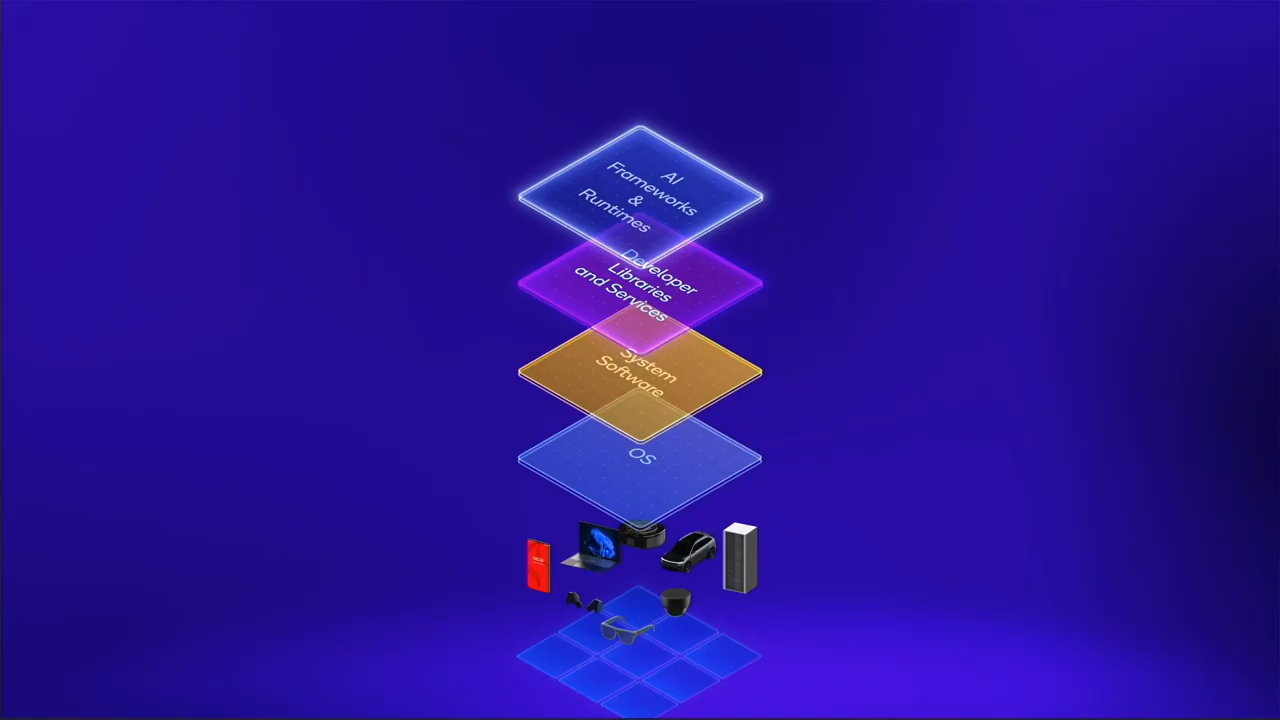 AI
Frameworks
&
Runtimes
Developer
Libraries
and Services
System
Software
OS